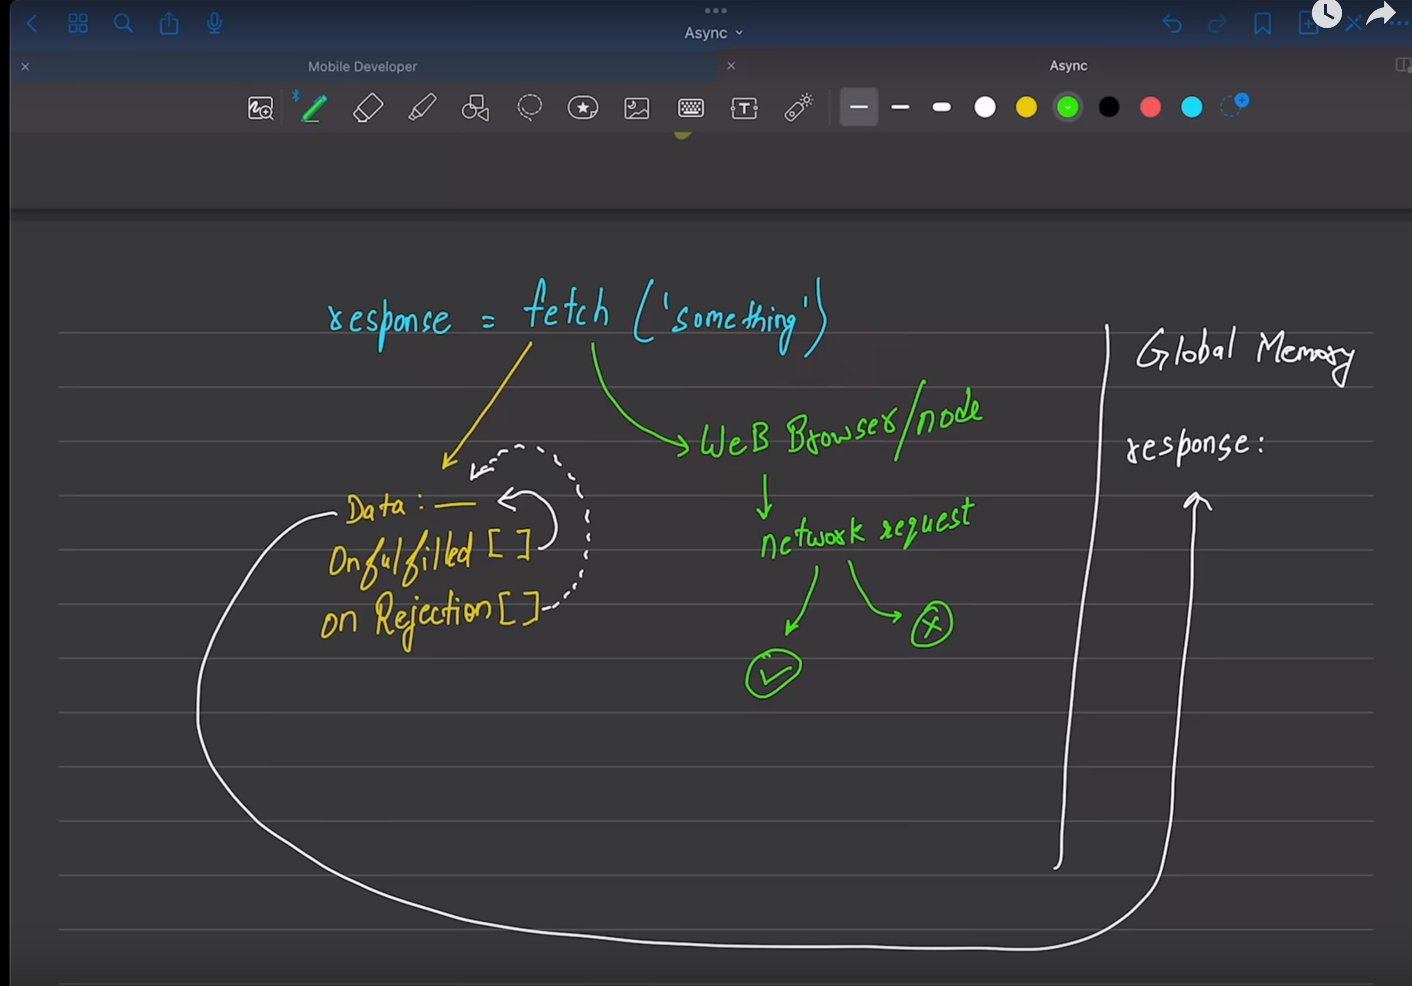 Async
Mobile Developer
Async
response = fetch ('something')
Global Memory
WeB Browser/node
response:
Data: —
network request
Onfulfilled [ ]
on Rejection [ ]